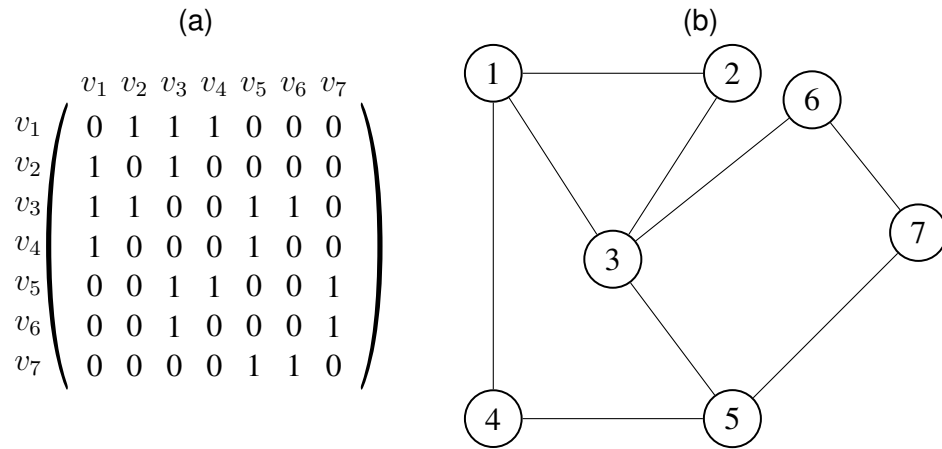 (a)
v₁ v₂ v₃ v₄ v₅ v₆ v₇
v₁ 0 1 1 1 0 0 0
v₂ 1 0 1 0 0 0 0
v₃ 1 1 0 0 1 1 0
v₄ 1 0 0 0 1 0 0
v₅ 0 0 1 1 0 0 1
v₆ 0 0 1 0 0 0 1
v₇ 0 0 0 0 1 1 0
(b)
1 2
6
7
3
4 5